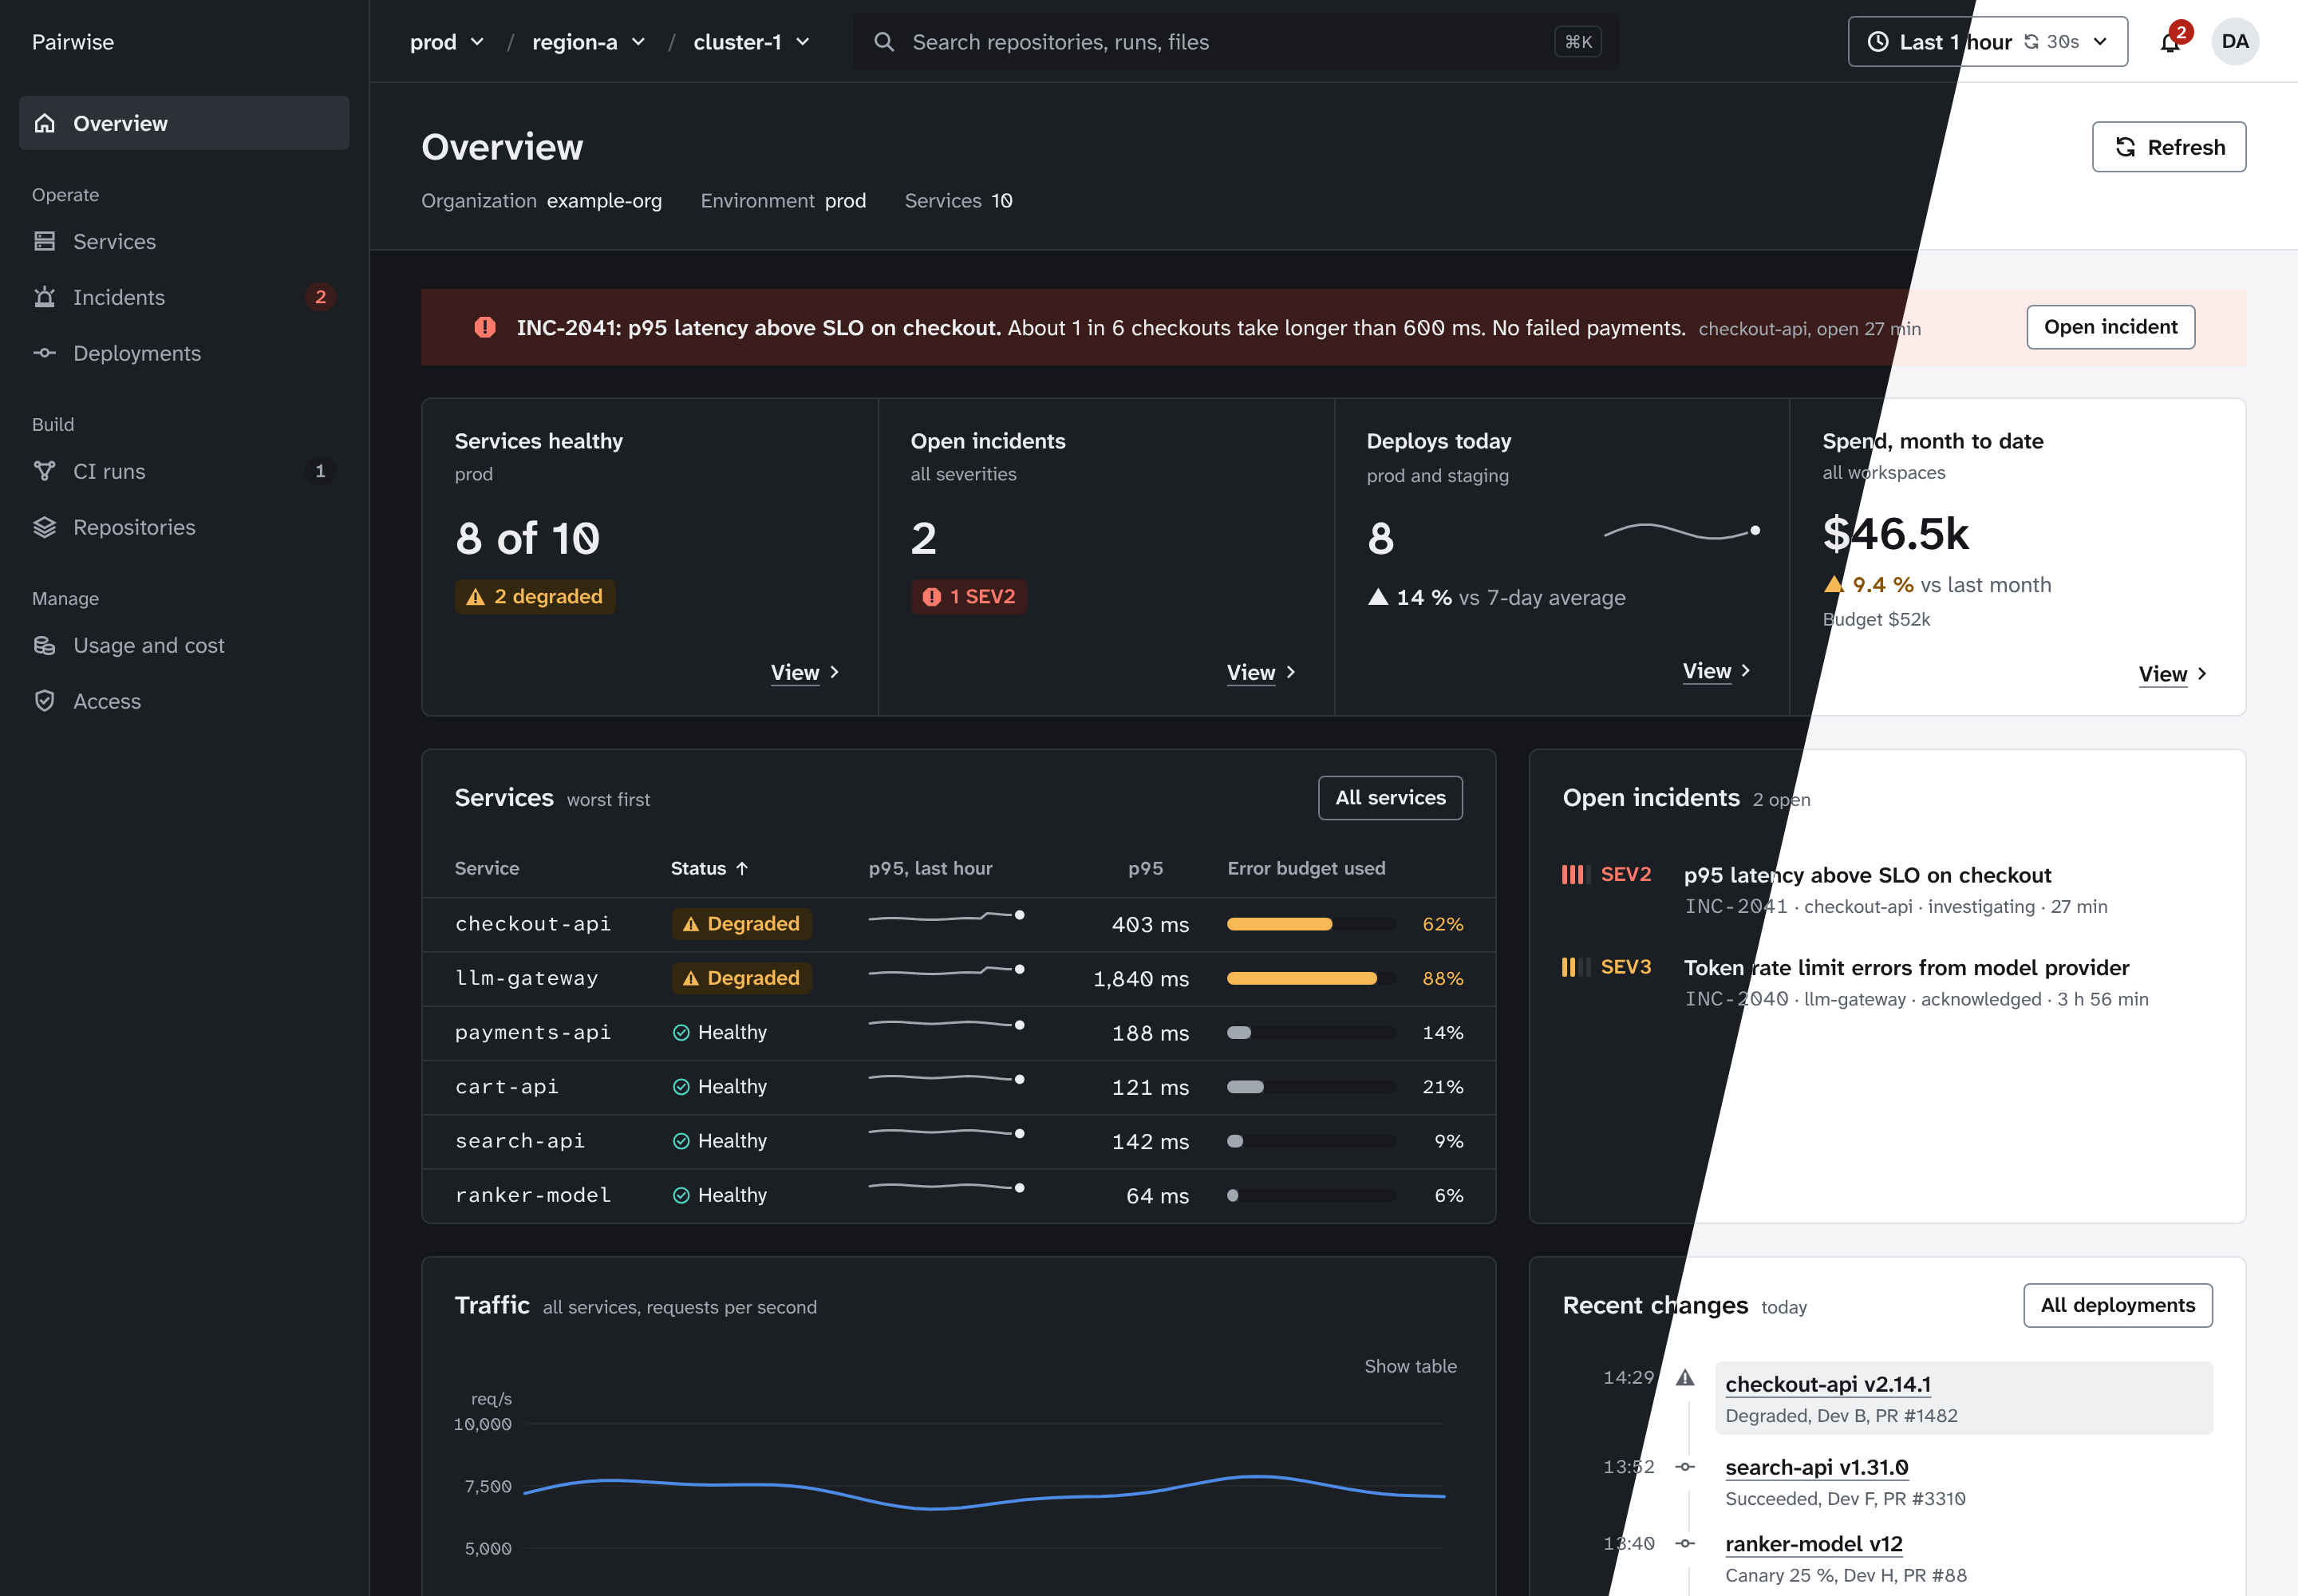 Pairwise
prod / region-a / cluster-1
Search repositories, runs, files
⌘K
Last 1 hour 30s
2
DA
Overview
Operate
Services
Incidents 2
Deployments
Build
CI runs 1
Repositories
Manage
Usage and cost
Access
Overview
Refresh
Organization example-org Environment prod Services 10
INC-2041: p95 latency above SLO on checkout. About 1 in 6 checkouts take longer than 600 ms. No failed payments. checkout-api, open 27 min
Open incident
Services healthy
prod
8 of 10
2 degraded
View
Open incidents
all severities
2
1 SEV2
View
Deploys today
prod and staging
8
14 % vs 7-day average
View
Spend, month to date
all workspaces
$46.5k
9.4 % vs last month
Budget $52k
View
Services worst first
All services
Service Status ↑ p95, last hour p95 Error budget used
checkout-api Degraded 403 ms 62%
llm-gateway Degraded 1,840 ms 88%
payments-api Healthy 188 ms 14%
cart-api Healthy 121 ms 21%
search-api Healthy 142 ms 9%
ranker-model Healthy 64 ms 6%
Open incidents 2 open
SEV2 p95 latency above SLO on checkout
INC-2041 · checkout-api · investigating · 27 min
SEV3 Token rate limit errors from model provider
INC-2040 · llm-gateway · acknowledged · 3 h 56 min
Traffic all services, requests per second
Show table
req/s
10,000
7,500
5,000
Recent changes today
All deployments
14:29 checkout-api v2.14.1
Degraded, Dev B, PR #1482
13:52 search-api v1.31.0
Succeeded, Dev F, PR #3310
13:40 ranker-model v12
Canary 25 %, Dev H, PR #88